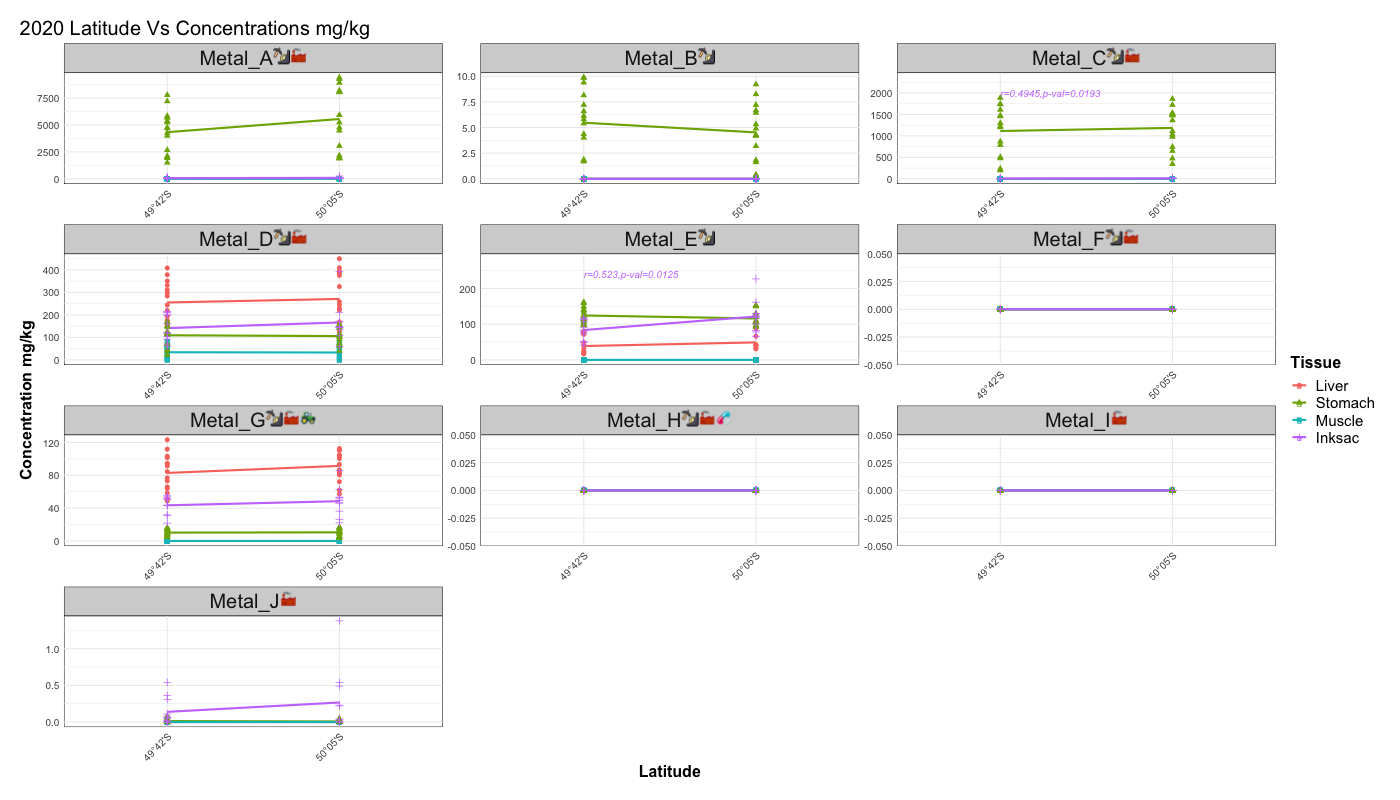 2020 Latitude Vs Concentrations mg/kg
Metal_A
Metal_B
Metal_C
7500
5000
2500
0
49°42'S
50°05'S
10.0
7.5
5.0
2.5
0.0
49°42'S
50°05'S
r=0.4945,p-val=0.0193
2000
1500
1000
500
0
49°42'S
50°05'S
Metal_D
Metal_E
Metal_F
400
300
200
100
0
49°42'S
50°05'S
r=0.523,p-val=0.0125
200
100
0
49°42'S
50°05'S
0.050
0.025
0.000
-0.025
-0.050
49°42'S
50°05'S
Metal_G
Metal_H
Metal_I
120
80
40
0
49°42'S
50°05'S
0.050
0.025
0.000
-0.025
-0.050
49°42'S
50°05'S
0.050
0.025
0.000
-0.025
-0.050
49°42'S
50°05'S
Metal_J
1.0
0.5
0.0
49°42'S
50°05'S
Concentration mg/kg
Latitude
Tissue
Liver
Stomach
Muscle
Inksac